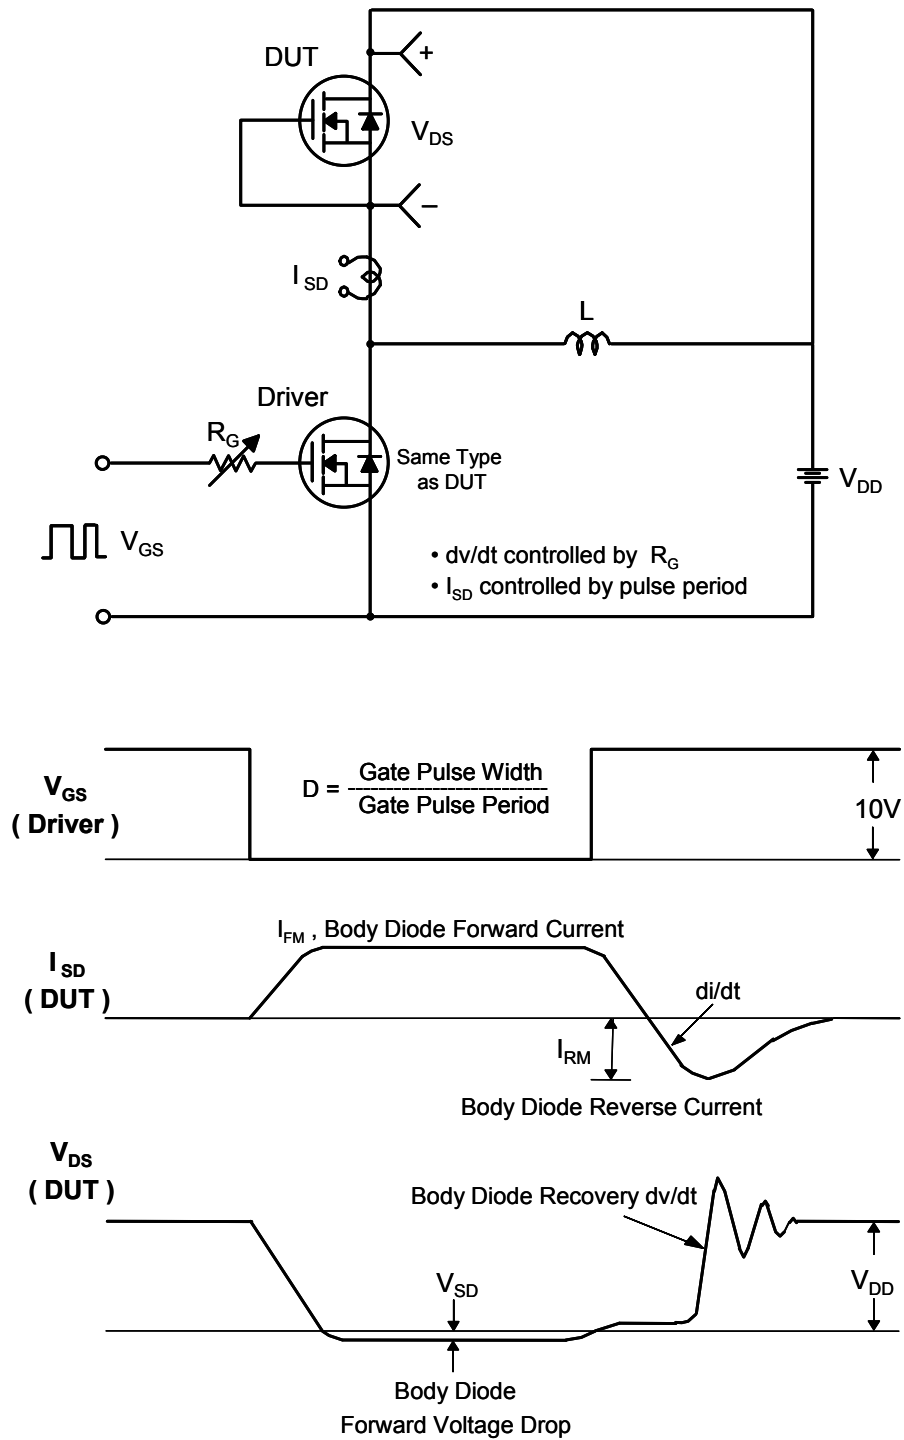 DUT
+
V_DS
–
I_SD
L
Driver
R_G
Same Type
as DUT
V_DD
V_GS
• dv/dt controlled by R_G
• I_SD controlled by pulse period
V_GS
( Driver )
D = Gate Pulse Width
Gate Pulse Period
10V
I_FM , Body Diode Forward Current
I_SD
( DUT )
di/dt
I_RM
Body Diode Reverse Current
V_DS
( DUT )
Body Diode Recovery dv/dt
V_SD
V_DD
Body Diode
Forward Voltage Drop